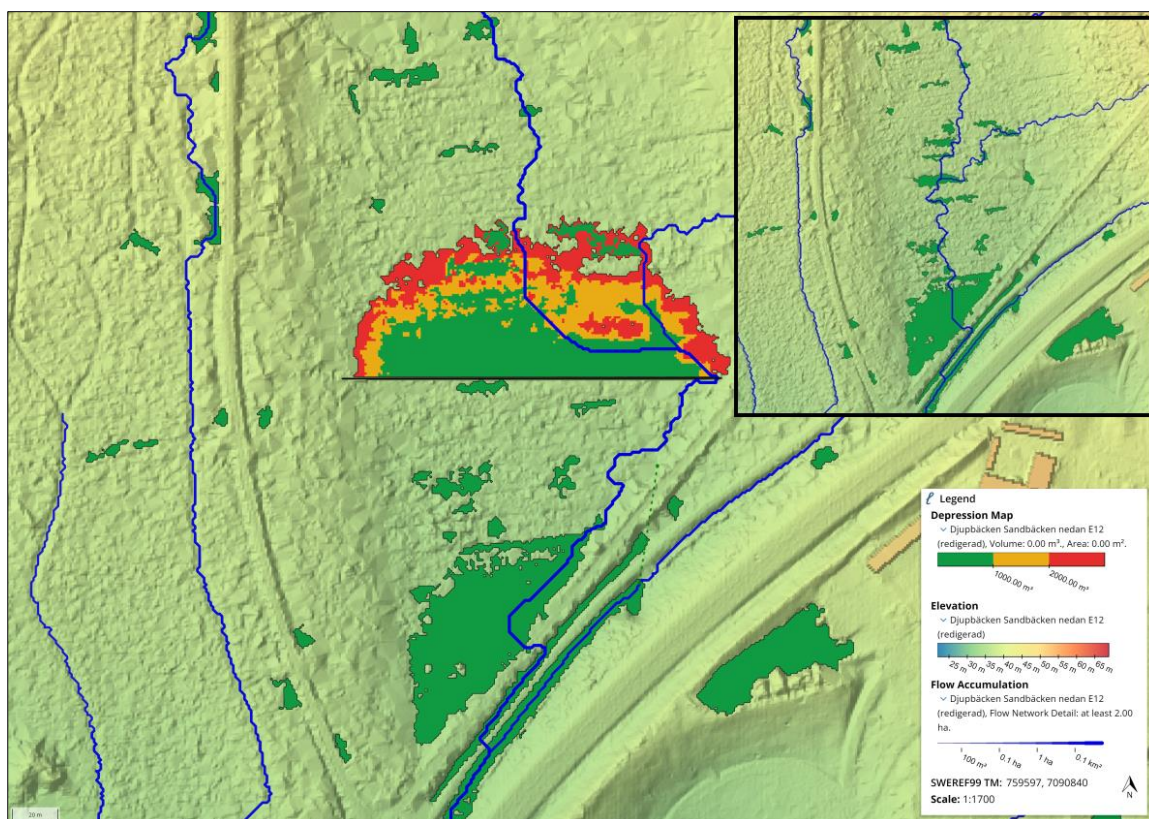 Legend
Depression Map
Djupbäcken Sandbäcken nedan E12
(redigerad), Volume: 0.00 m³., Area: 0.00 m².
1000.00 m³
2000.00 m³
Elevation
Djupbäcken Sandbäcken nedan E12
(redigerad)
25 m
30 m
35 m
40 m
45 m
50 m
55 m
60 m
65 m
Flow Accumulation
Djupbäcken Sandbäcken nedan E12
(redigerad), Flow Network Detail: at least 2.00
ha.
100 m²
0.1 ha
1 ha
0.1 km²
SWEREF99 TM: 759597, 7090840
Scale: 1:1700
N
20 m